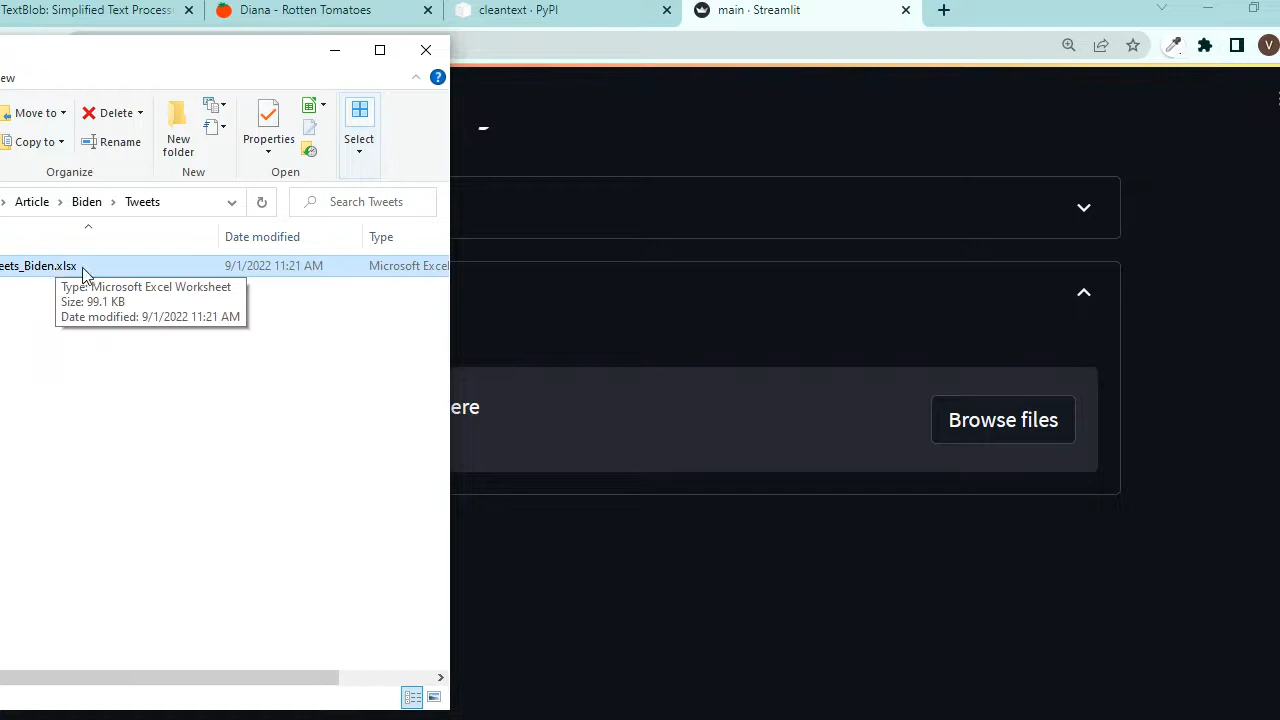 TextBlob: Simplified Text Process
Diana - Rotten Tomatoes
cleantext · PyPI
main · Streamlit
V
ew
Move to
Delete
New folder
Properties
Select
Copy to
Rename
Organize
New
Open
Article
Biden
Tweets
Search Tweets
Date modified
Type
eets_Biden.xlsx
9/1/2022 11:21 AM
Microsoft Excel
Type: Microsoft Excel Worksheet
Size: 99.1 KB
Date modified: 9/1/2022 11:21 AM
ere
Browse files